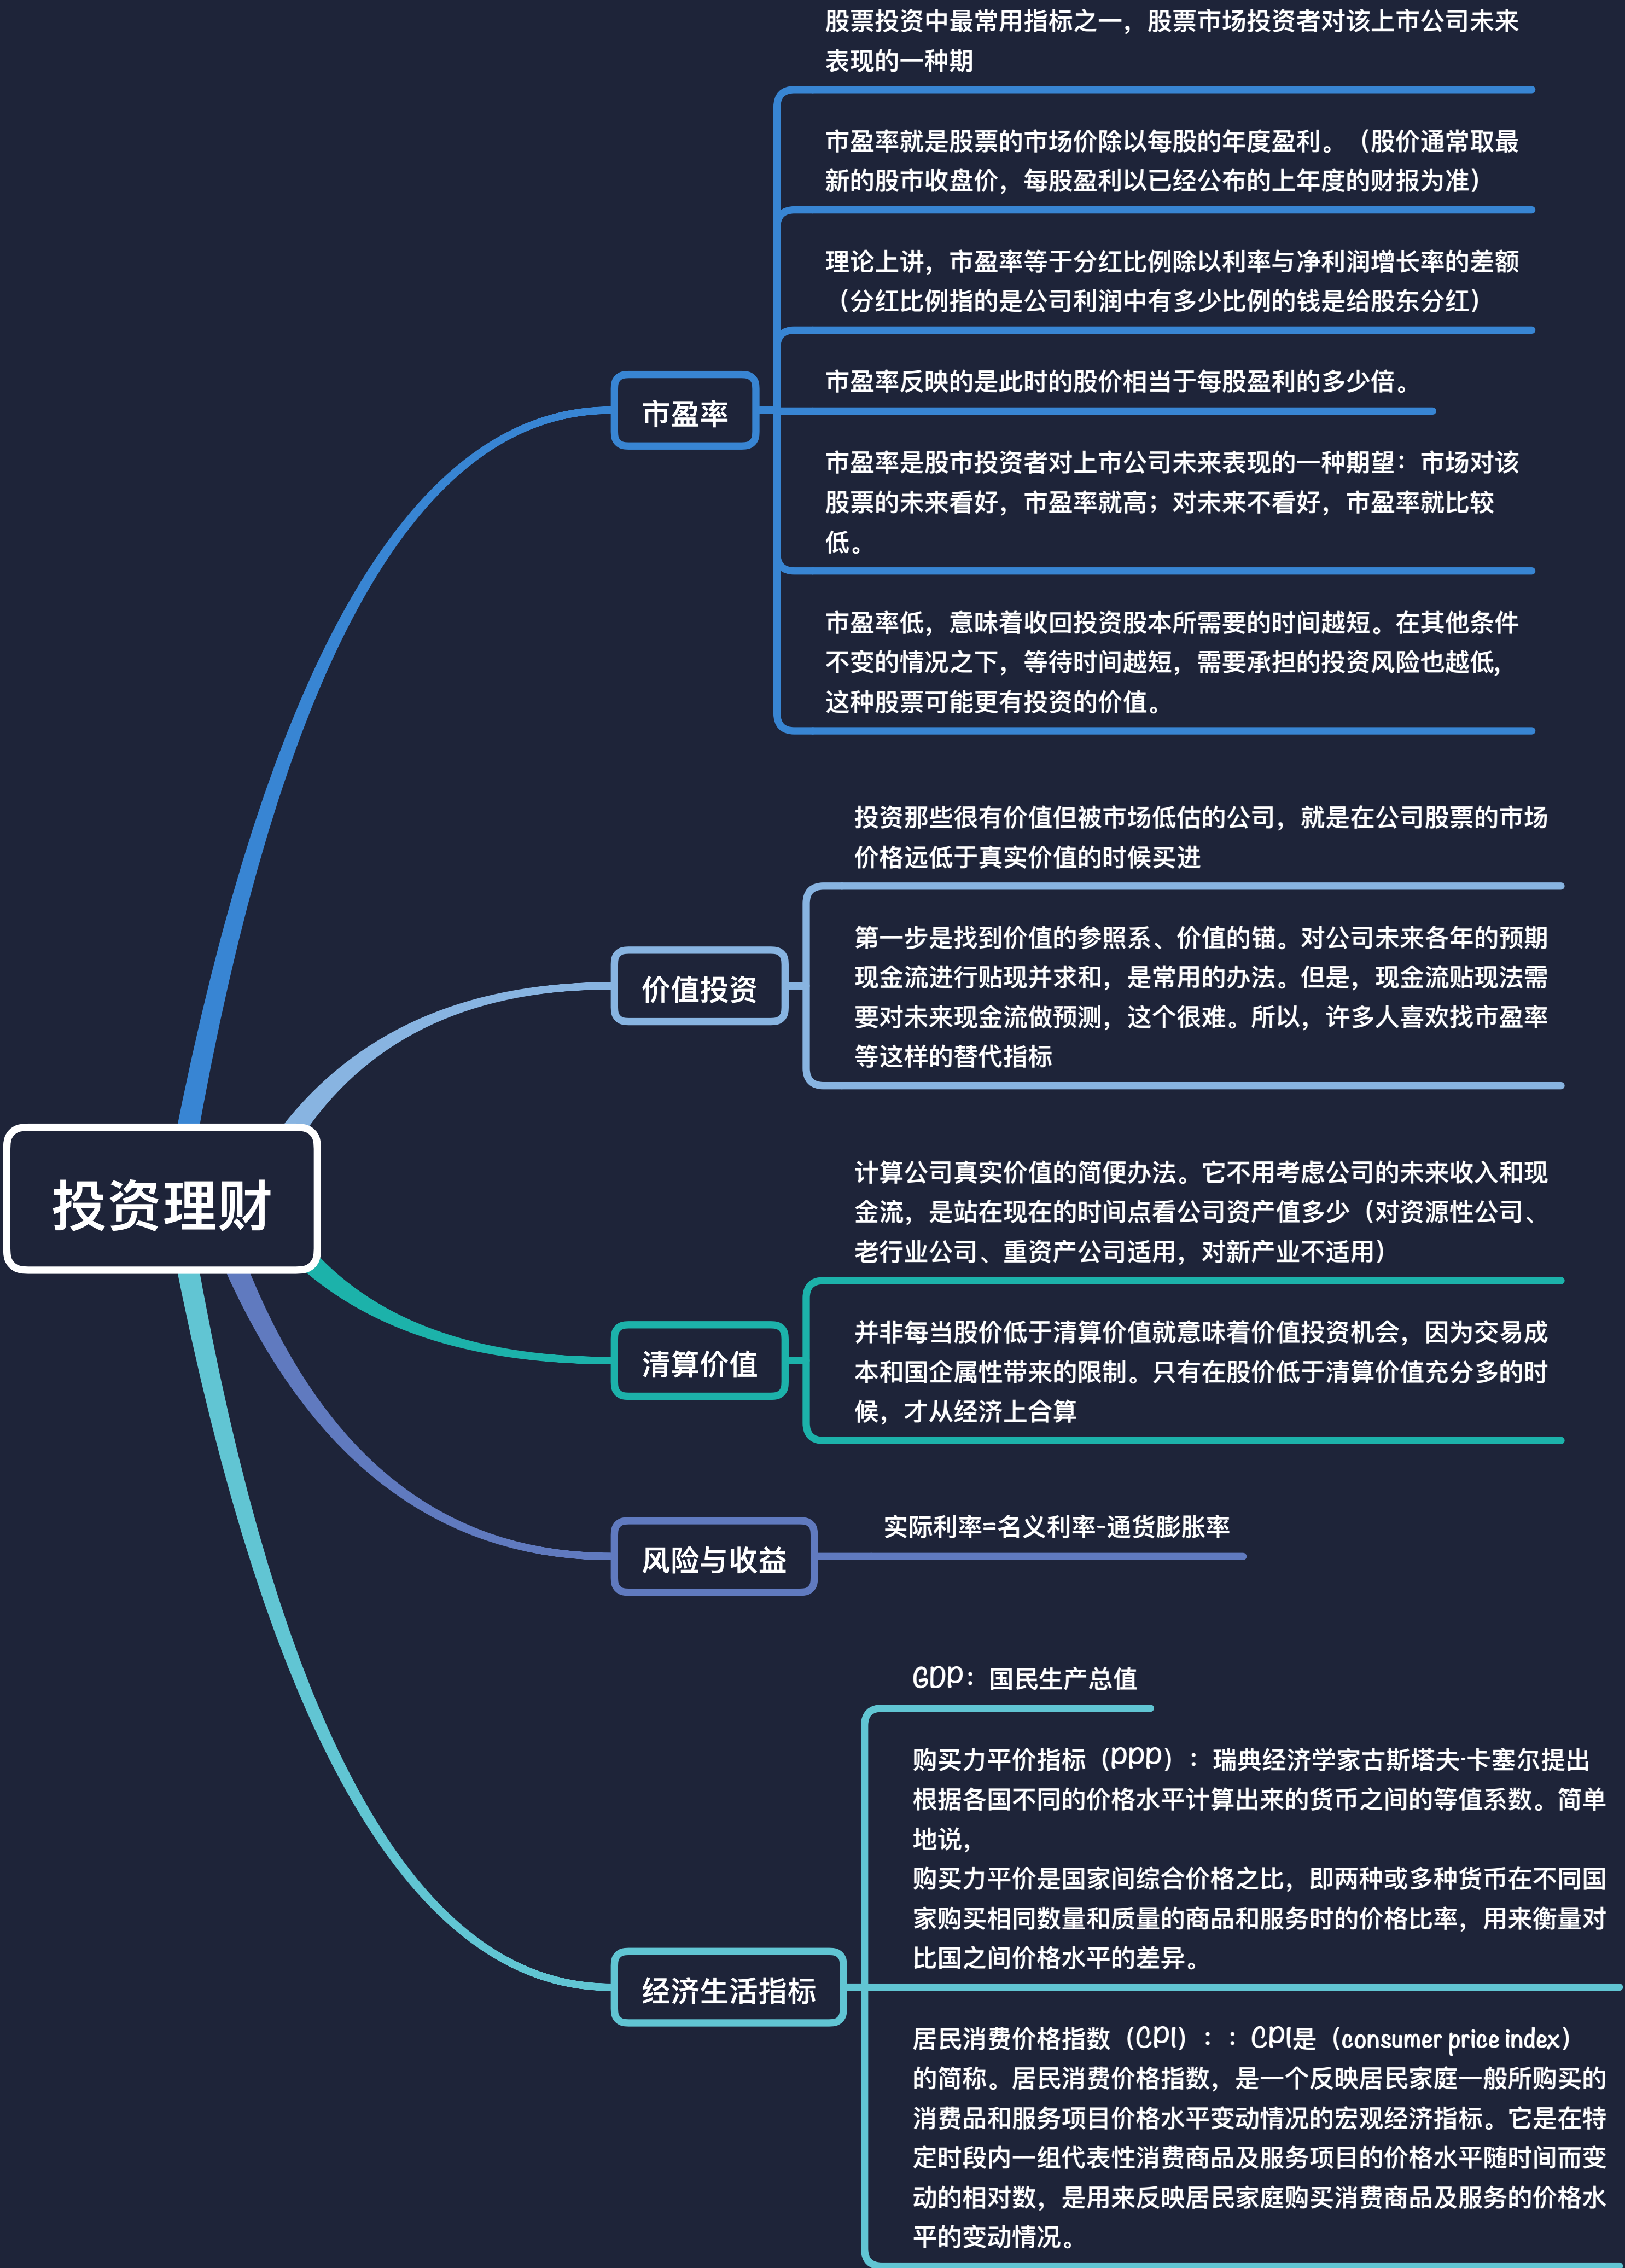 股票投资中最常用指标之一，股票市场投资者对该上市公司未来
表现的一种期
市盈率就是股票的市场价除以每股的年度盈利。（股价通常取最
新的股市收盘价，每股盈利以已经公布的上年度的财报为准）
理论上讲，市盈率等于分红比例除以利率与净利润增长率的差额
（分红比例指的是公司利润中有多少比例的钱是给股东分红）
市盈率反映的是此时的股价相当于每股盈利的多少倍。
市盈率
市盈率是股市投资者对上市公司未来表现的一种期望：市场对该
股票的未来看好，市盈率就高；对未来不看好，市盈率就比较
低。
市盈率低，意味着收回投资股本所需要的时间越短。在其他条件
不变的情况之下，等待时间越短，需要承担的投资风险也越低，
这种股票可能更有投资的价值。
投资那些很有价值但被市场低估的公司，就是在公司股票的市场
价格远低于真实价值的时候买进
价值投资
第一步是找到价值的参照系、价值的锚。对公司未来各年的预期
现金流进行贴现并求和，是常用的办法。但是，现金流贴现法需
要对未来现金流做预测，这个很难。所以，许多人喜欢找市盈率
等这样的替代指标
投资理财
计算公司真实价值的简便办法。它不用考虑公司的未来收入和现
金流，是站在现在的时间点看公司资产值多少（对资源性公司、
老行业公司、重资产公司适用，对新产业不适用）
清算价值
并非每当股价低于清算价值就意味着价值投资机会，因为交易成
本和国企属性带来的限制。只有在股价低于清算价值充分多的时
候，才从经济上合算
风险与收益
实际利率=名义利率-通货膨胀率
GDP：国民生产总值
购买力平价指标（PPP）：瑞典经济学家古斯塔夫·卡塞尔提出
根据各国不同的价格水平计算出来的货币之间的等值系数。简单
地说，
购买力平价是国家间综合价格之比，即两种或多种货币在不同国
家购买相同数量和质量的商品和服务时的价格比率，用来衡量对
比国之间价格水平的差异。
经济生活指标
居民消费价格指数（CPI）：：CPI是（consumer price index）
的简称。居民消费价格指数，是一个反映居民家庭一般所购买的
消费品和服务项目价格水平变动情况的宏观经济指标。它是在特
定时段内一组代表性消费商品及服务项目的价格水平随时间而变
动的相对数，是用来反映居民家庭购买消费商品及服务的价格水
平的变动情况。